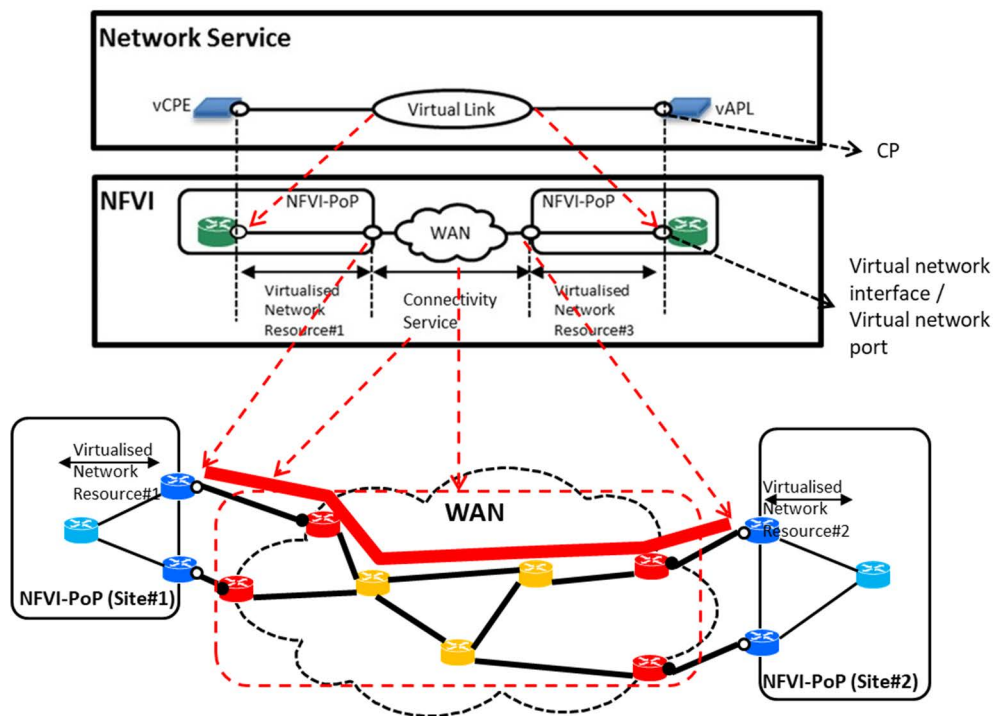 Network Service
vCPE
Virtual Link
vAPL
CP
NFVI
NFVI-PoP
WAN
NFVI-PoP
Virtualised
Network
Resource#1
Connectivity
Service
Virtualised
Network
Resource#3
Virtual network
interface /
Virtual network
port
Virtualised
Network
Resource#1
NFVI-PoP (Site#1)
WAN
Virtualised
Network
Resource#2
NFVI-PoP (Site#2)